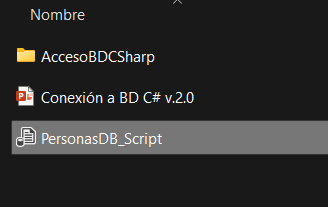 Nombre
AccesoBDCSharp
Conexión a BD C# v.2.0
PersonasDB_Script